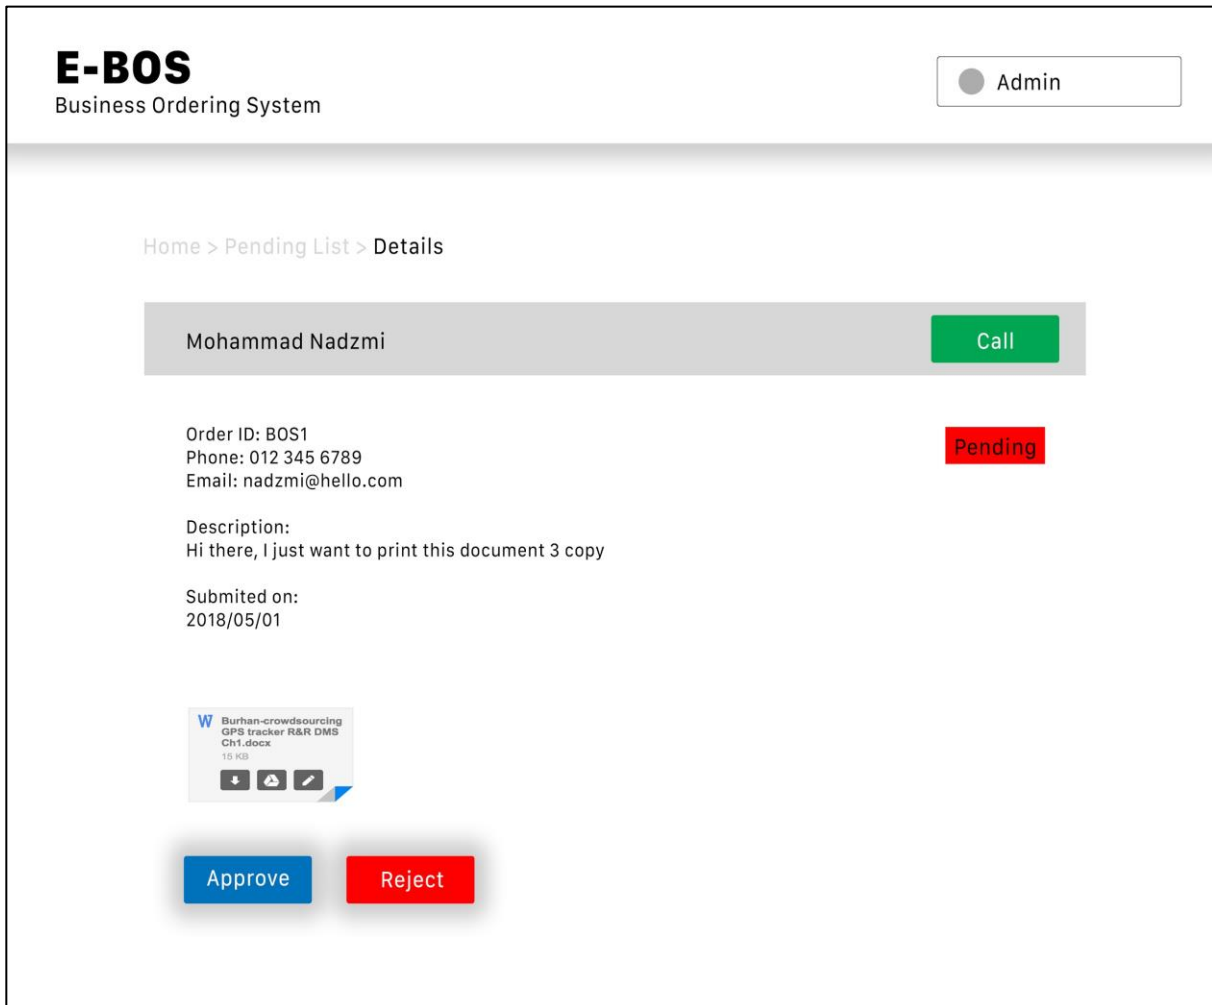 E-BOS
Business Ordering System
Admin
Home > Pending List > Details
Mohammad Nadzmi
Call
Order ID: BOS1
Phone: 012 345 6789
Email: nadzmi@hello.com
Pending
Description:
Hi there, I just want to print this document 3 copy
Submited on:
2018/05/01
W
Burhan-crowdsourcing
GPS tracker R&R DMS
Ch1.docx
15 KB
Approve
Reject